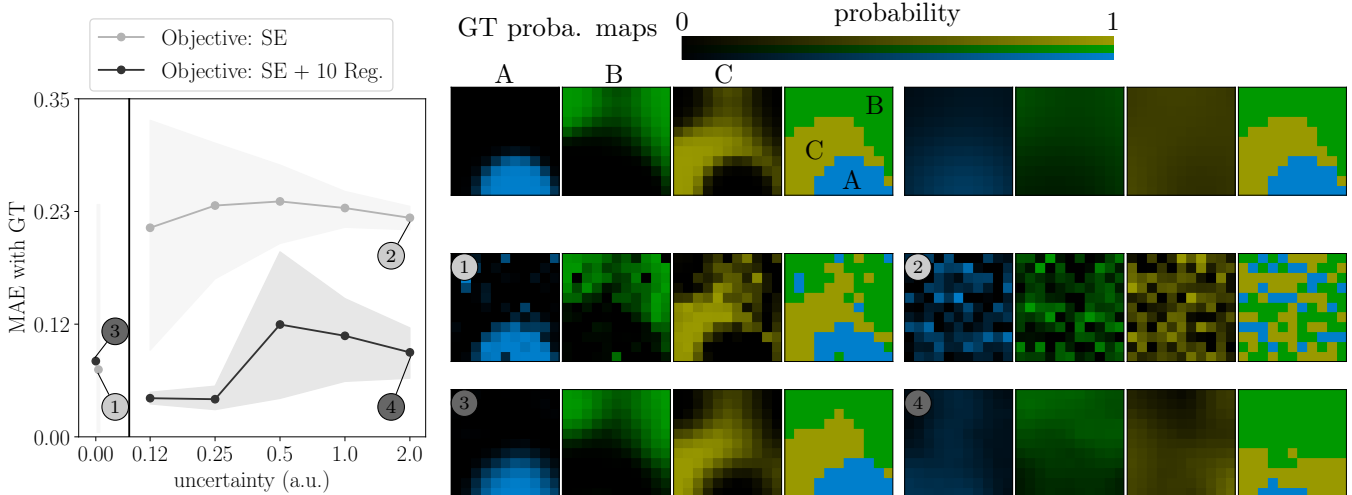 Objective: SE
Objective: SE + 10 Reg.
MAE with GT
0.35
0.23
0.12
0.00
0.00 0.12 0.25 0.5 1.0 2.0
uncertainty (a.u.)
1
2
3
4
GT proba. maps
probability
0 1
A B C
B
C
A
1
2
3
4